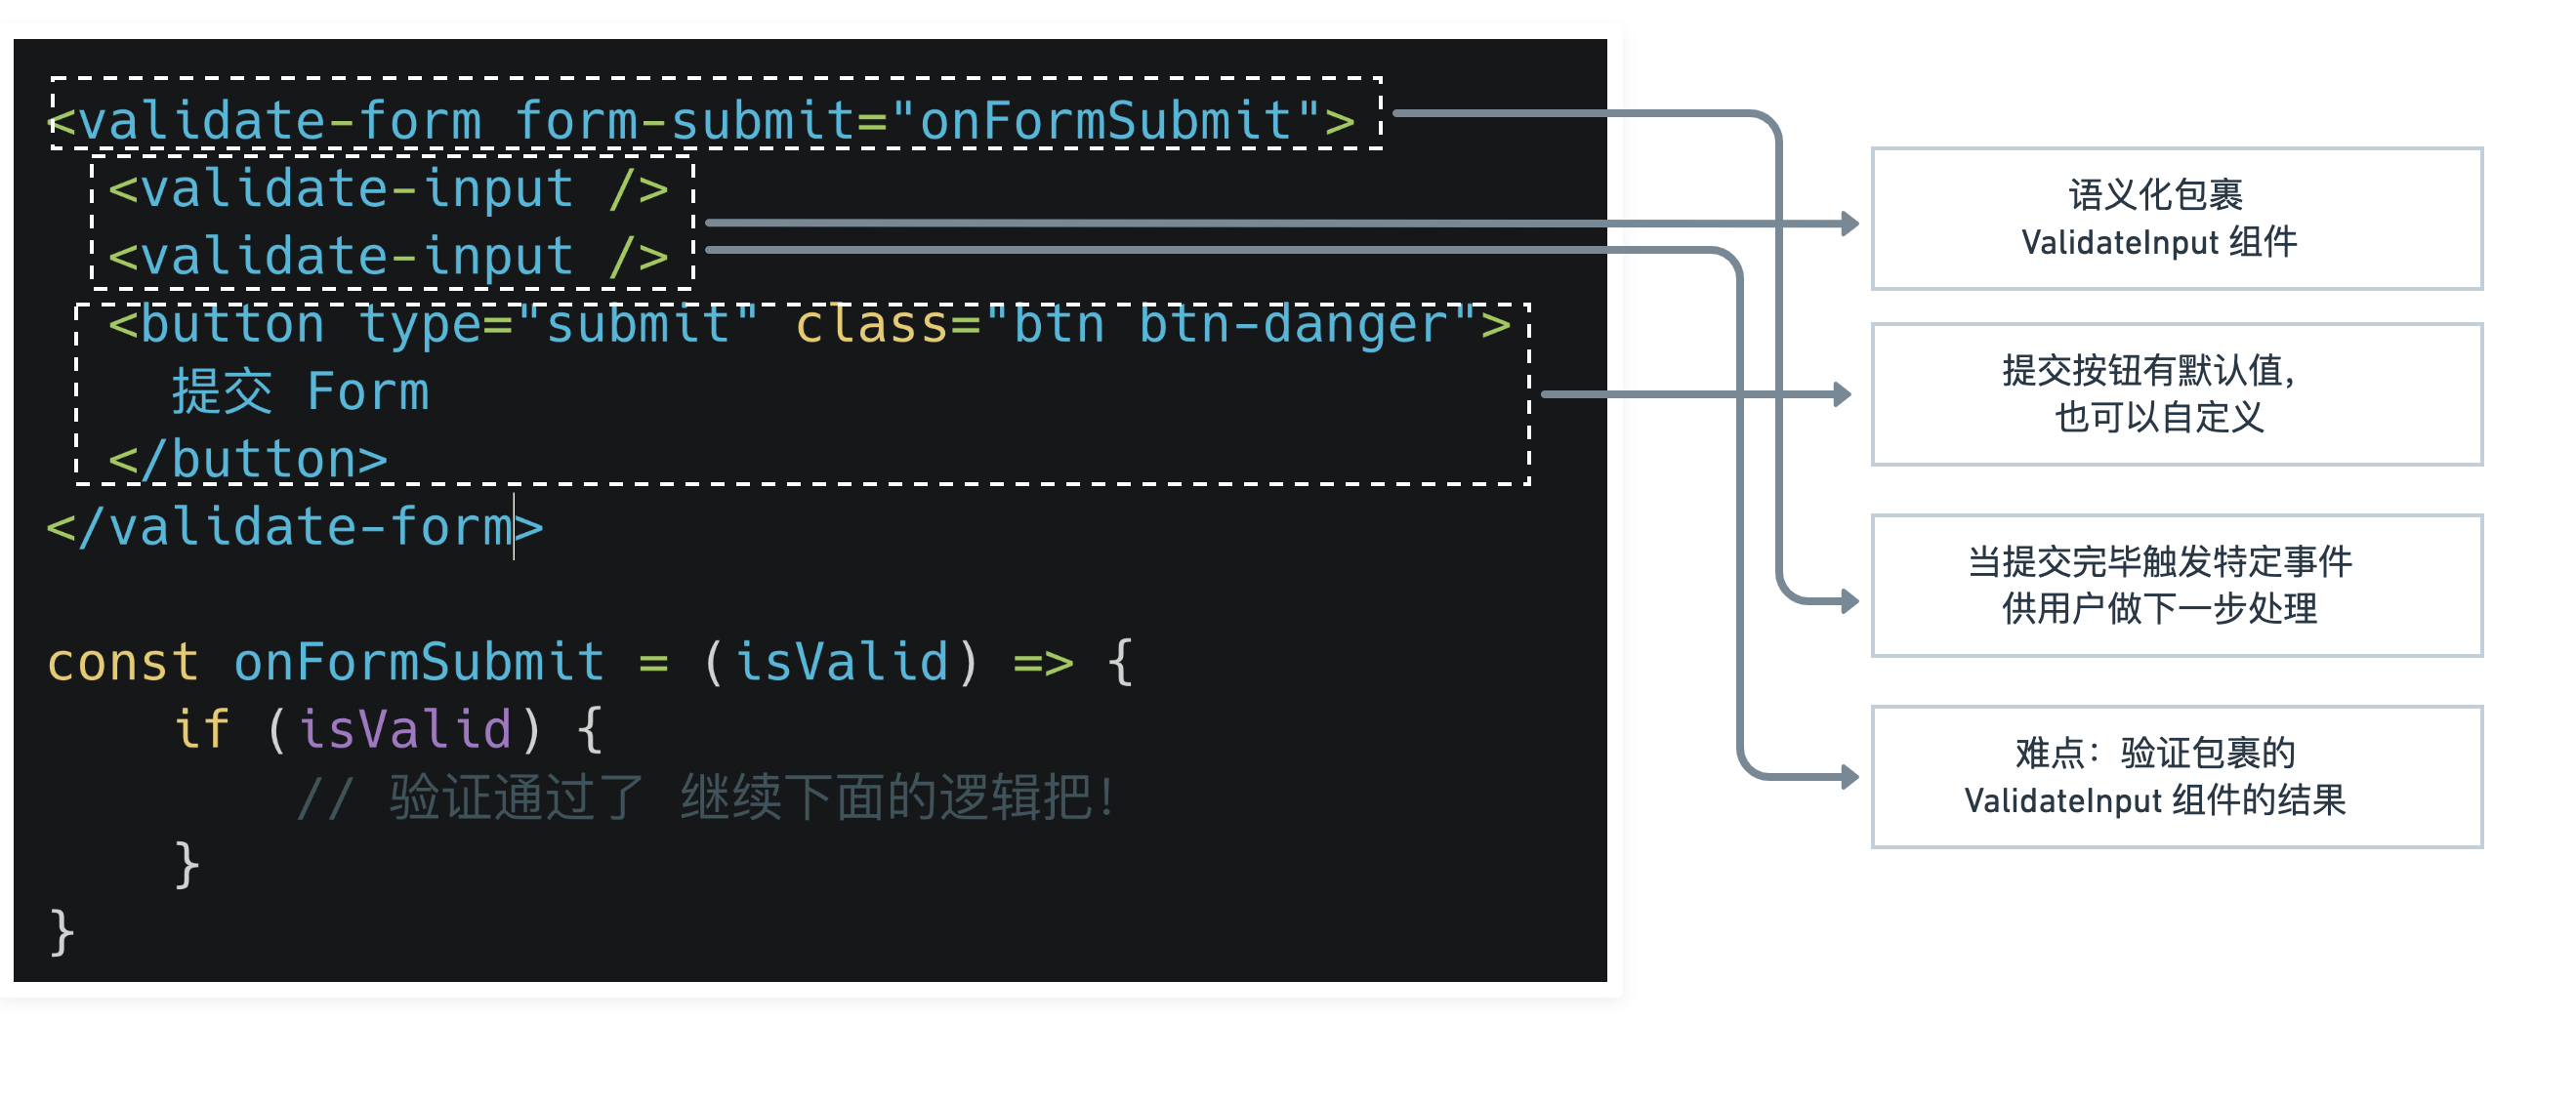 <validate-form form-submit="onFormSubmit">
<validate-input />
<validate-input />
<button type="submit" class="btn btn-danger">
提交 Form
</button>
</validate-form>
const onFormSubmit = (isValid) => {
if (isValid) {
// 验证通过了 继续下面的逻辑把！
}
}
语义化包裹
ValidateInput 组件
提交按钮有默认值，
也可以自定义
当提交完毕触发特定事件
供用户做下一步处理
难点：验证包裹的
ValidateInput 组件的结果